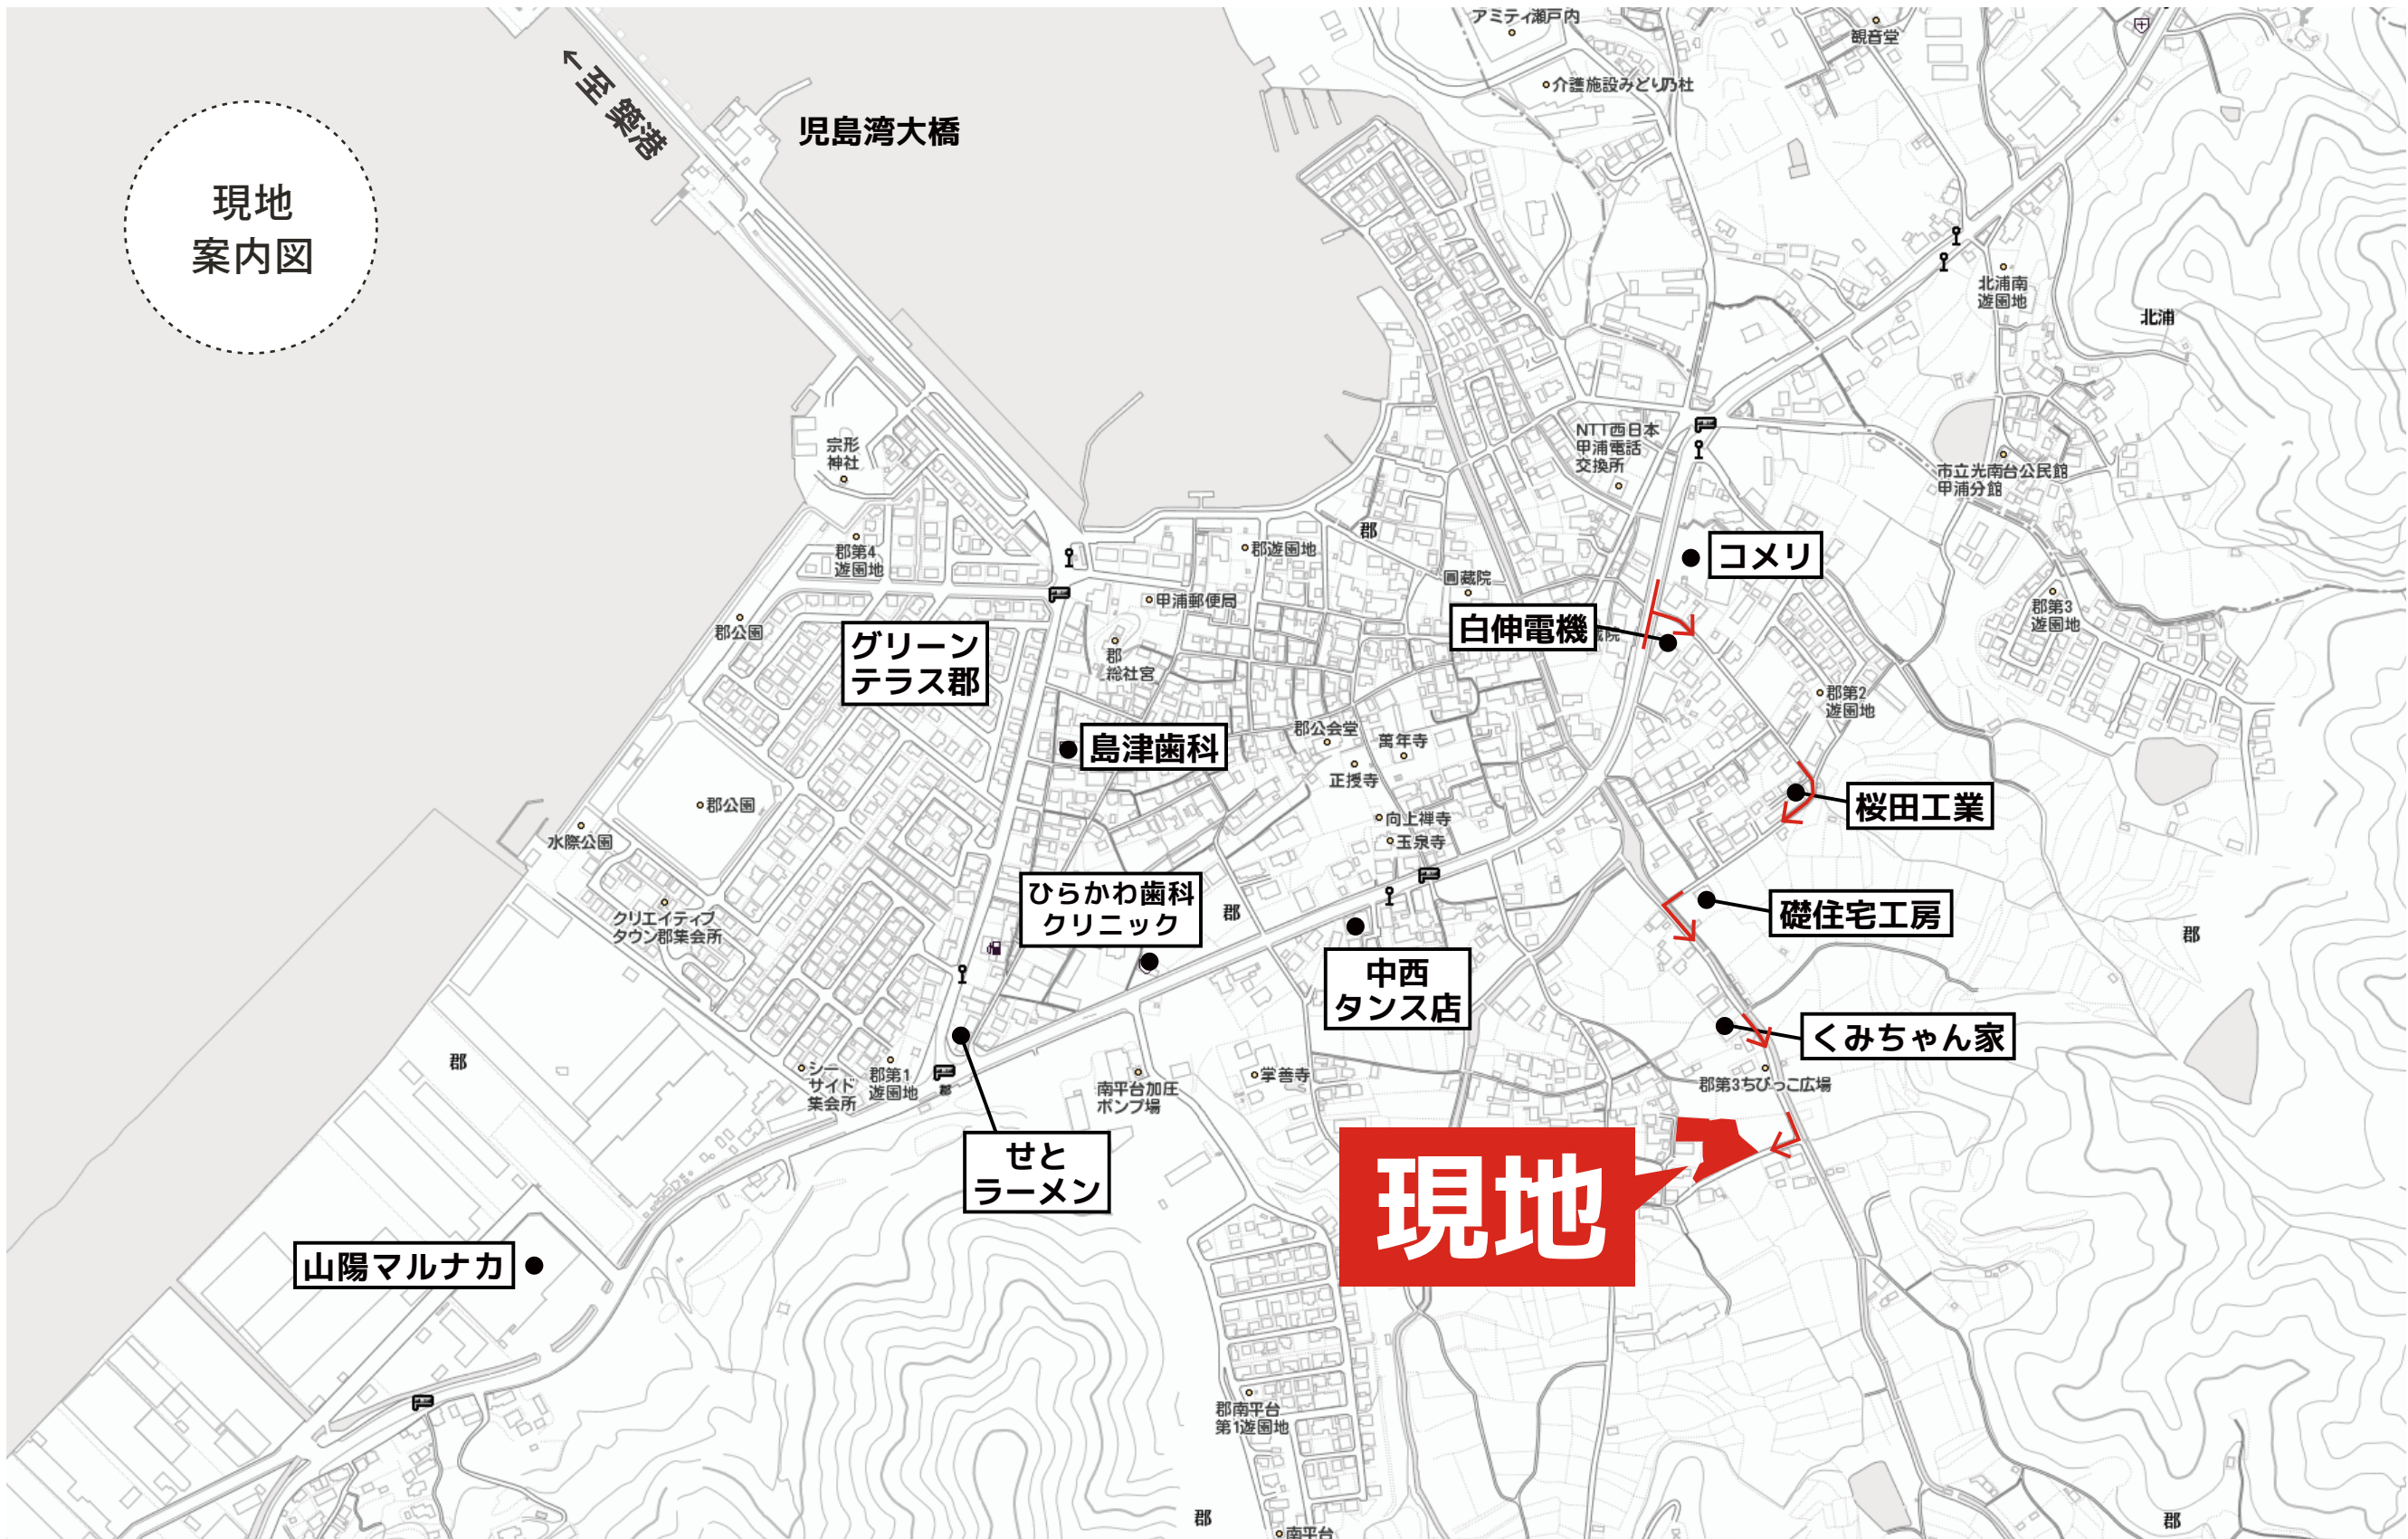 現地
案内図
←至 築港
児島湾大橋
アミティ瀬戸内
観音堂
介護施設みどり乃杜
北浦南
遊園地
北浦
宗形
神社
NTT西日本
甲浦電話
交換所
市立光南台公民館
甲浦分館
郡第4
遊園地
郡遊園地
郡
圓蔵院
コメリ
甲浦郵便局
郡公園
グリーン
テラス郡
郡
総社宮
白伸電機
蔵院
郡第3
遊園地
郡第2
遊園地
島津歯科
郡公会堂
萬年寺
正授寺
郡公園
水際公園
向上禅寺
玉泉寺
桜田工業
ひらかわ歯科
クリニック
郡
クリエイティブ
タウン郡集会所
礎住宅工房
郡
中西
タンス店
くみちゃん家
郡
シー
サイド
集会所
郡第1
遊園地
郡
南平台加圧
ポンプ場
掌善寺
郡第3ちびっこ広場
せと
ラーメン
現地
山陽マルナカ
郡南平台
第1遊園地
郡
南平台
郡